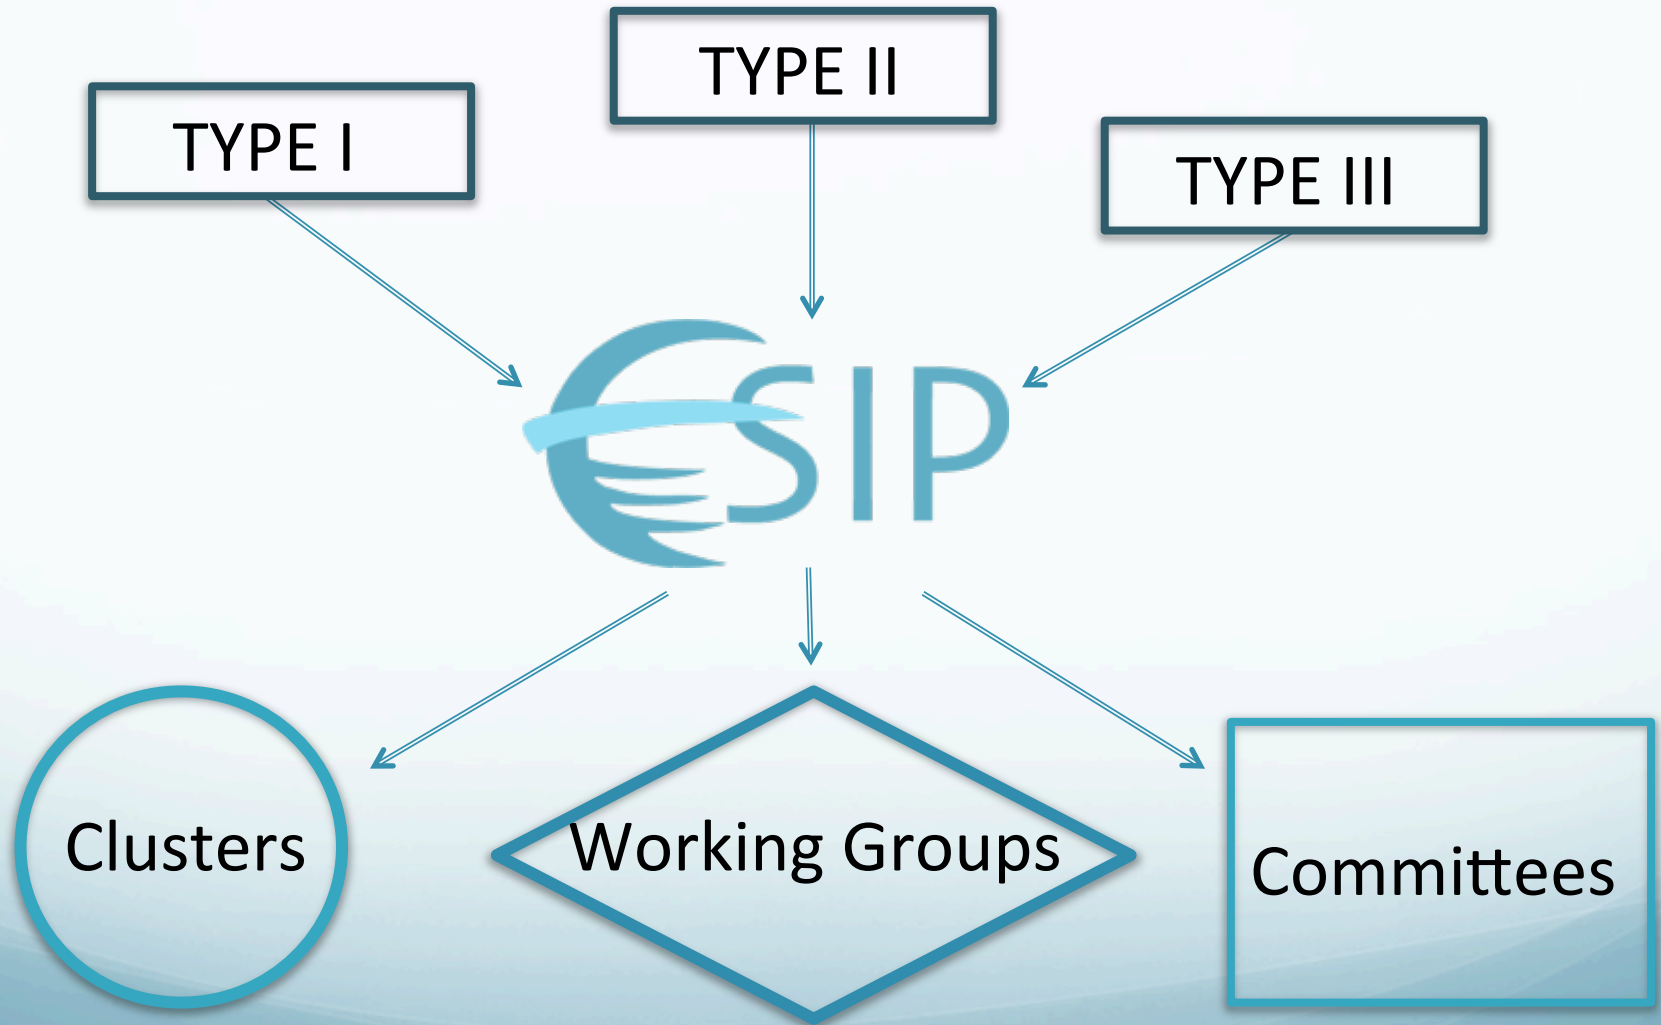 TYPE II
TYPE I
TYPE III
ESIP
Clusters
Working Groups
Committees